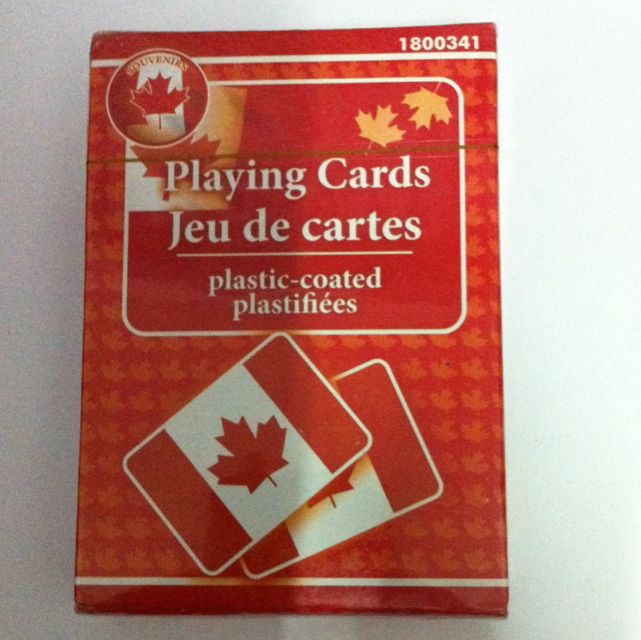 1800341
SOUVENIRS
Playing Cards
Jeu de cartes
plastic-coated
plastifiées